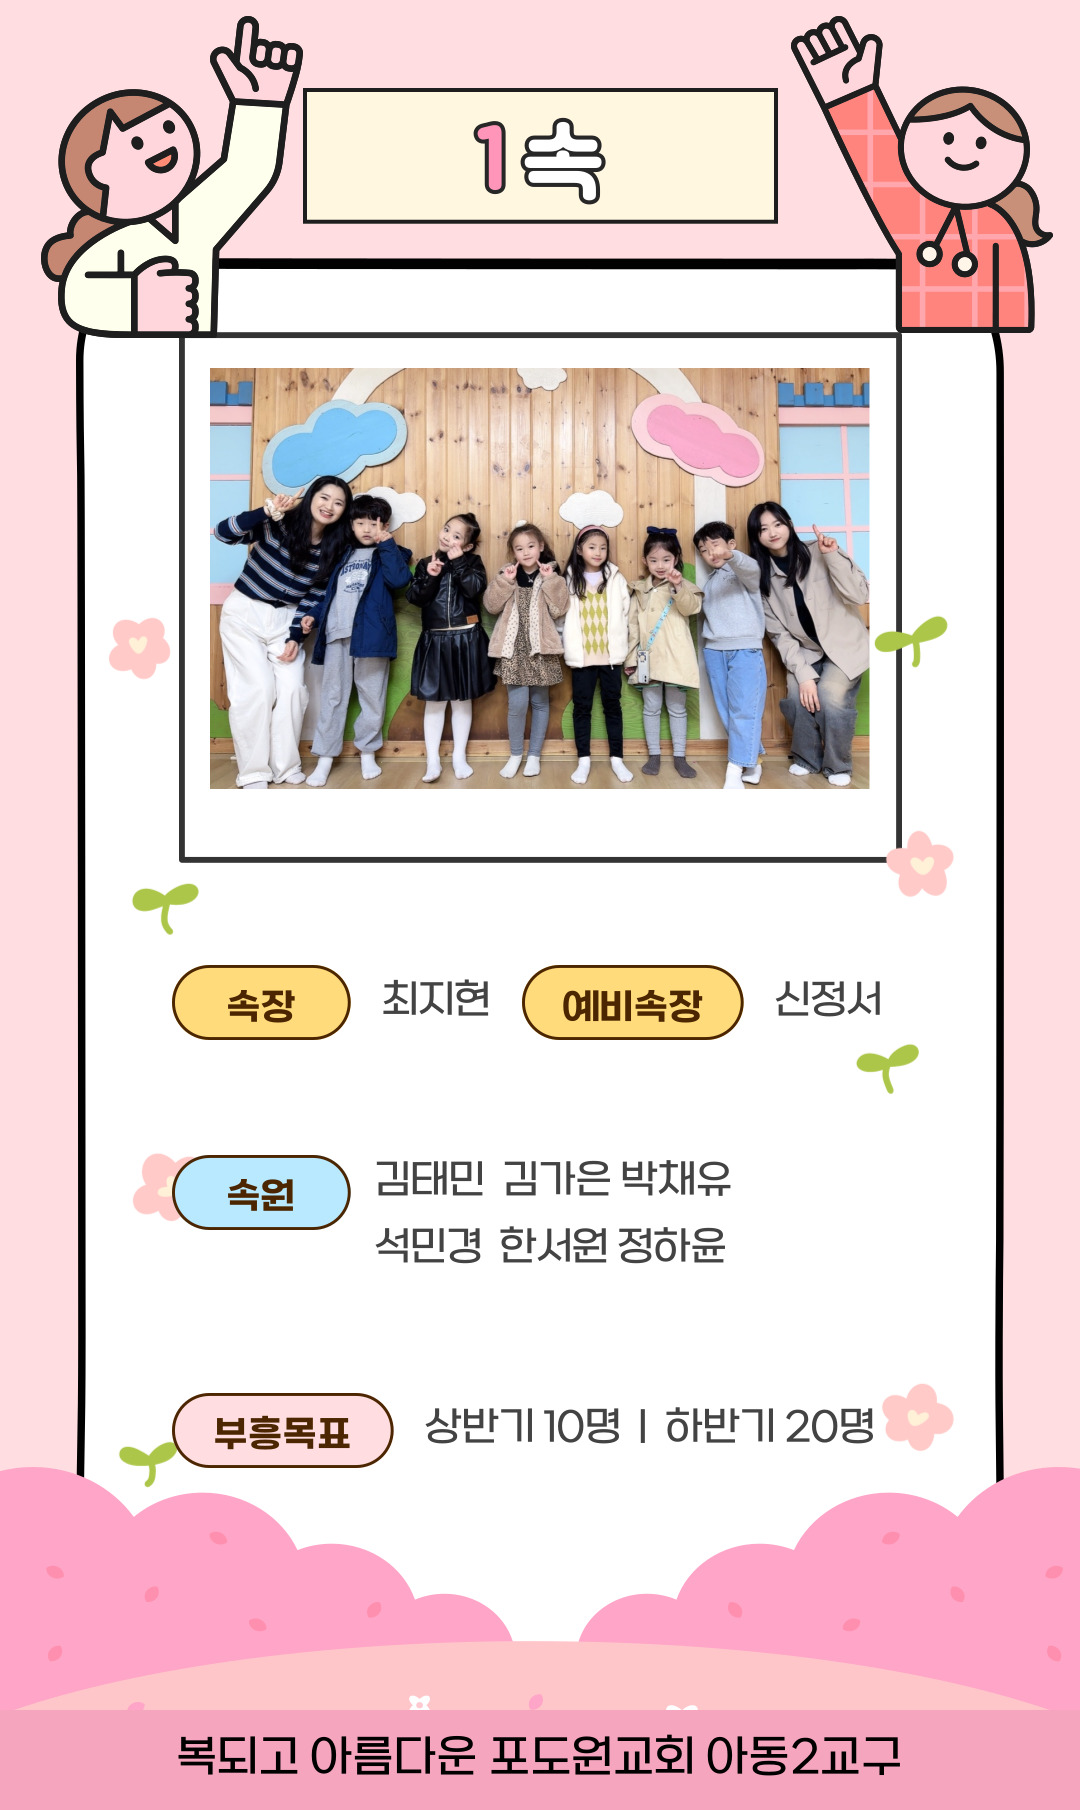 1속
속장 최지현 예비속장 신정서
속원 김태민 김가은 박채유
석민경 한서원 정하윤
부흥목표 상반기 10명 | 하반기 20명
복되고 아름다운 포도원교회 아동2교구